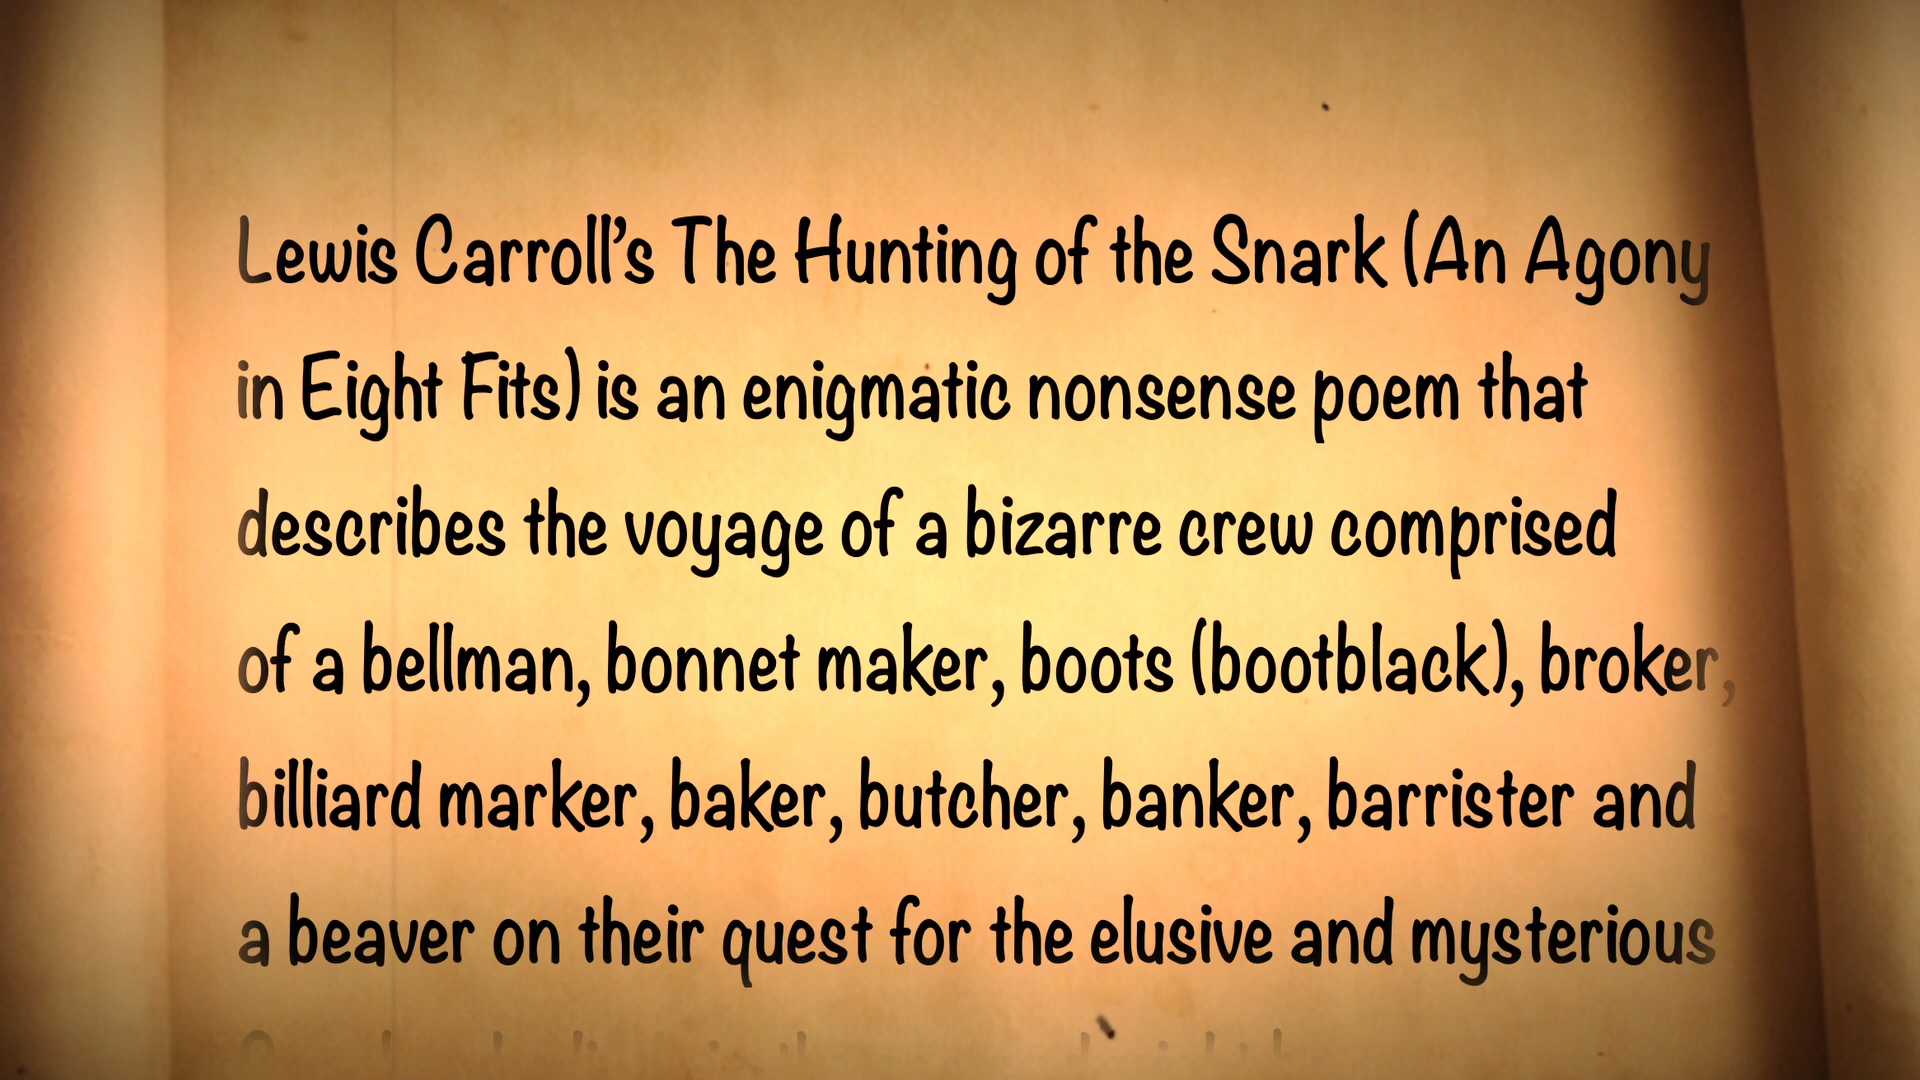 Lewis Carroll’s The Hunting of the Snark (An Agony
in Eight Fits) is an enigmatic nonsense poem that
describes the voyage of a bizarre crew comprised
of a bellman, bonnet maker, boots (bootblack), broker,
billiard marker, baker, butcher, banker, barrister and
a beaver on their quest for the elusive and mysterious